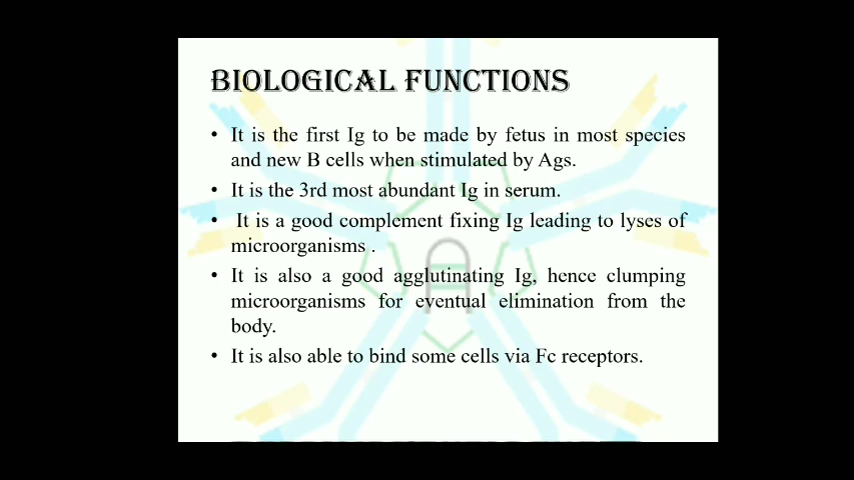 BIOLOGICAL FUNCTIONS
• It is the first Ig to be made by fetus in most species
and new B cells when stimulated by Ags.
• It is the 3rd most abundant Ig in serum.
• It is a good complement fixing Ig leading to lyses of
microorganisms .
• It is also a good agglutinating Ig, hence clumping
microorganisms for eventual elimination from the
body.
• It is also able to bind some cells via Fc receptors.